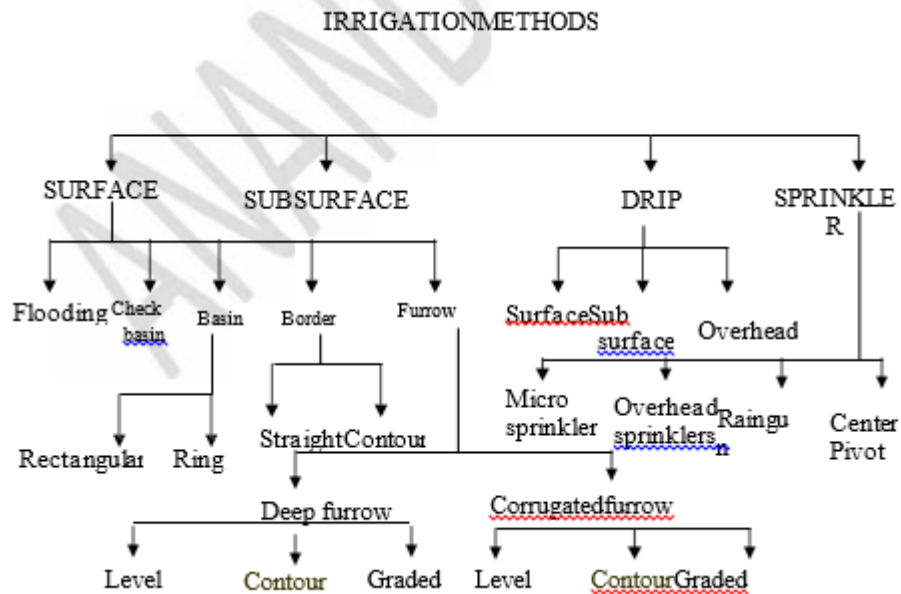 IRRIGATIONMETHODS
ANAND
SURFACE
SUBSURFACE
DRIP
SPRINKLE
R
Flooding
Check
basin
Basin
Border
Furrow
SurfaceSub
surface
Overhead
Micro
sprinkler
Overhead
sprinklers
Raingu
n
Center
Pivot
Rectangular
Ring
StraightContour
Deep furrow
Corrugatedfurrow
Level
Contour
Graded
Level
ContourGraded